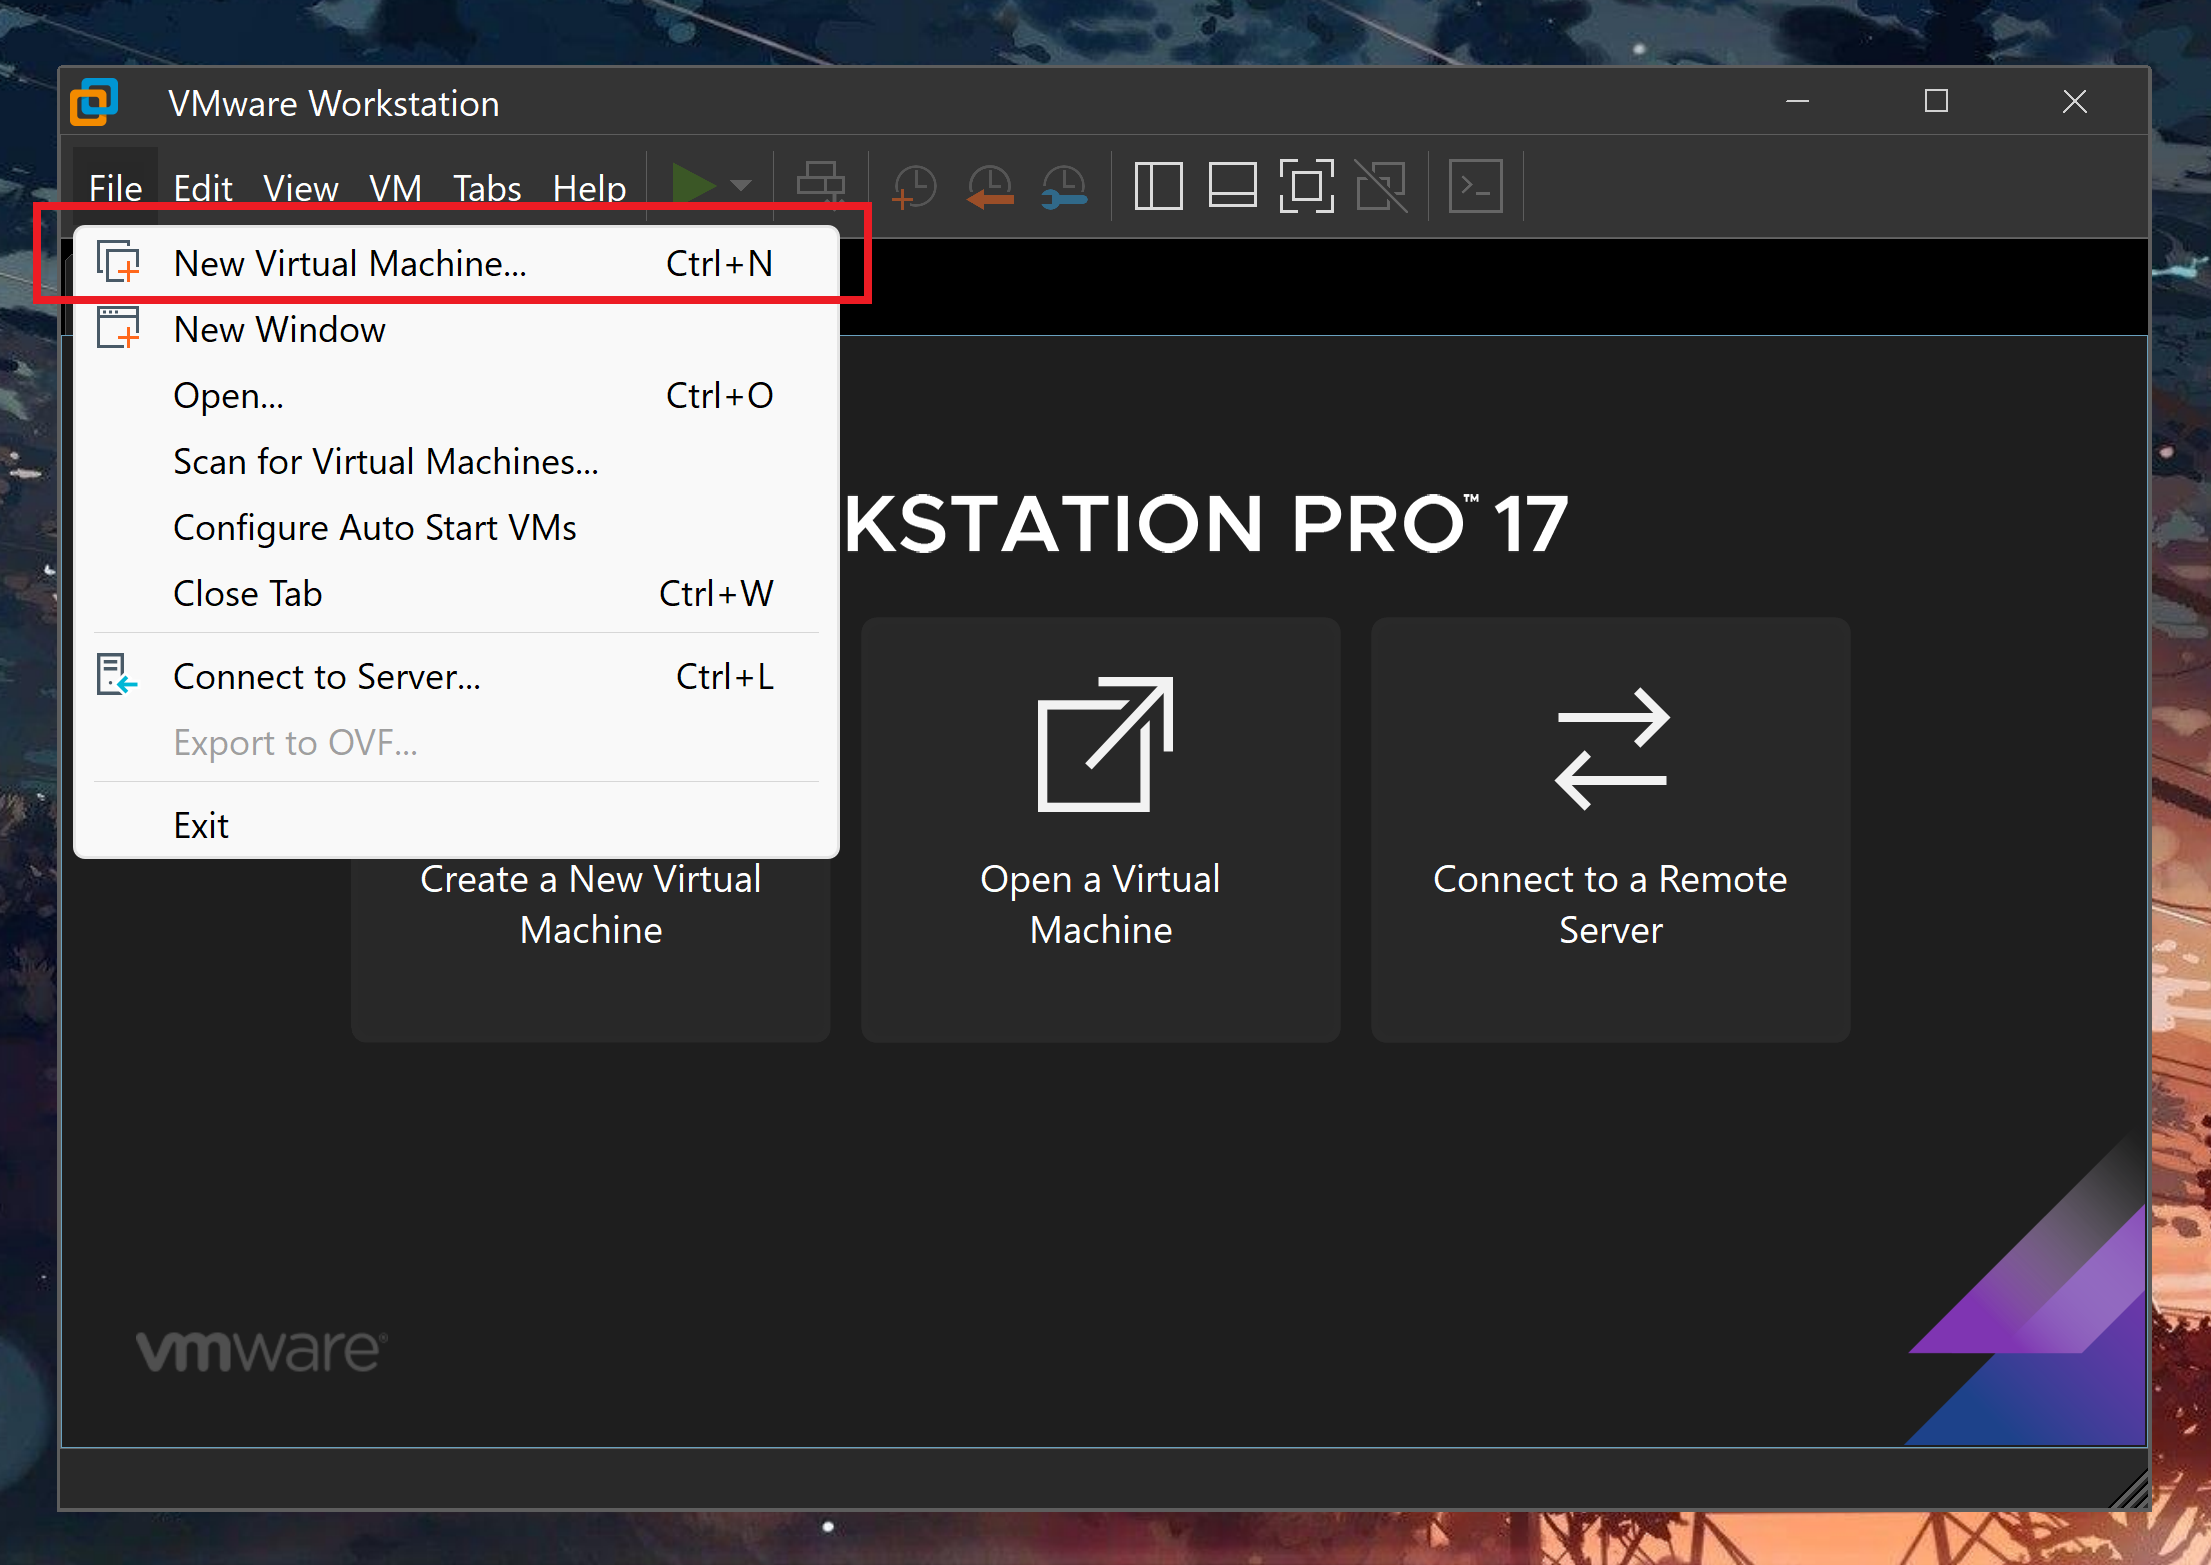 VMware Workstation
File Edit View VM Tabs Help
New Virtual Machine... Ctrl+N
New Window
Open... Ctrl+O
Scan for Virtual Machines...
Configure Auto Start VMs
Close Tab Ctrl+W
Connect to Server... Ctrl+L
Export to OVF...
Exit
KSTATION PRO™ 17
Create a New Virtual
Machine
Open a Virtual
Machine
Connect to a Remote
Server
vmware®